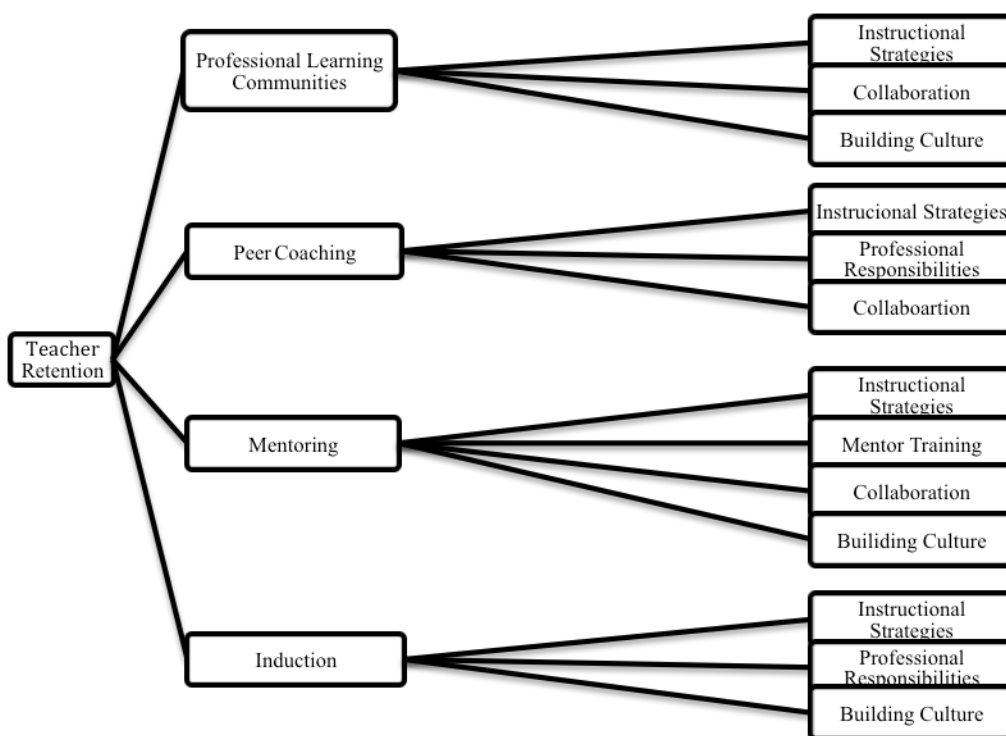 Teacher
Retention
Professional Learning
Communities
Instructional
Strategies
Collaboration
Building Culture
Peer Coaching
Instrucional Strategies
Professional
Responsibilities
Collaboartion
Mentoring
Instructional
Strategies
Mentor Training
Collaboration
Builiding Culture
Induction
Instructional
Strategies
Professional
Responsibilities
Building Culture